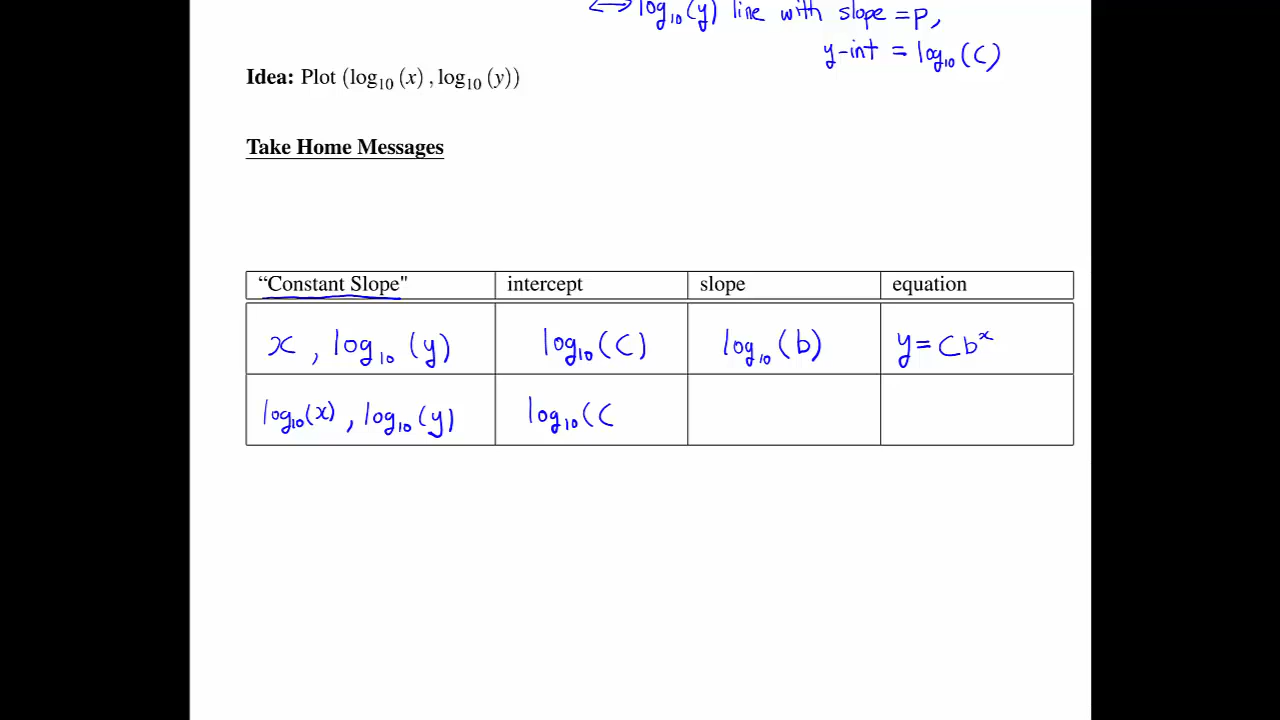 ⟷ log₁₀(y) line with slope = p,
y-int = log₁₀(C)
Idea: Plot (log₁₀(x), log₁₀(y))
Take Home Messages
“Constant Slope" intercept slope equation
x, log₁₀(y) log₁₀(C) log₁₀(b) y = Cbˣ
log₁₀(x), log₁₀(y) log₁₀(C